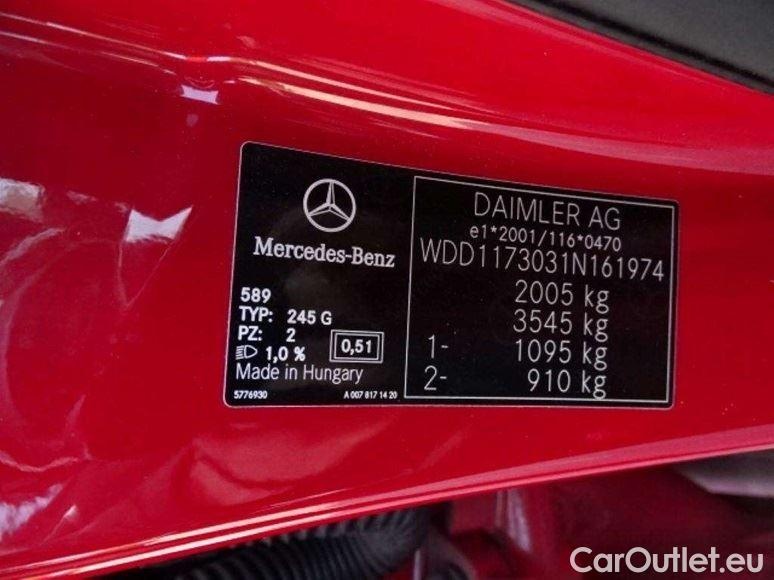 Mercedes-Benz
589
TYP: 245 G
PZ: 2
1,0 %
0,51
Made in Hungary
5776930
A 007 817 14 20
DAIMLER AG
e1*2001/116*0470
WDD1173031N161974
2005 kg
3545 kg
1- 1095 kg
2- 910 kg
CarOutlet.eu